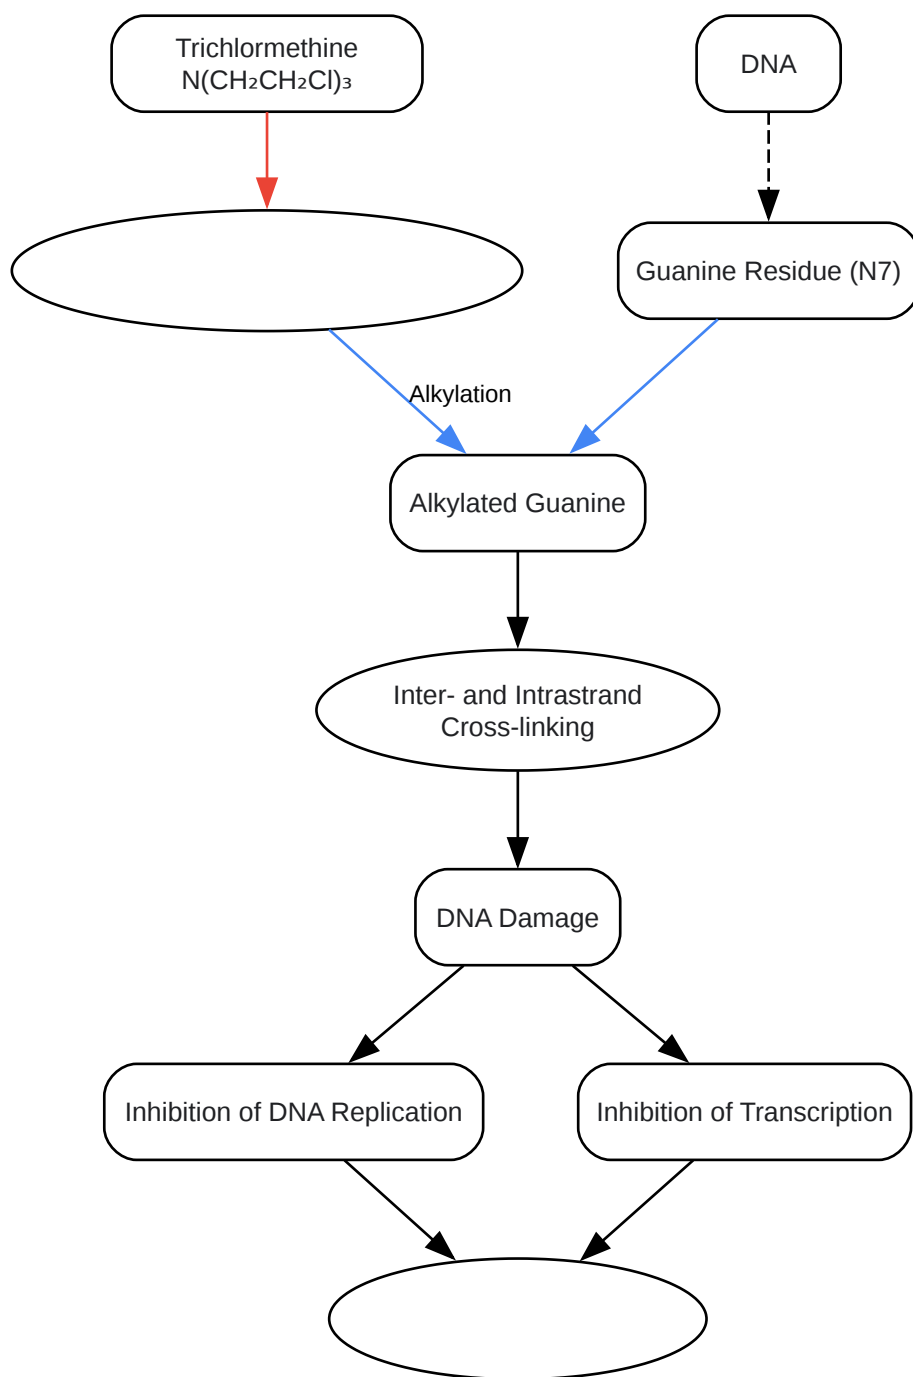 Trichlormethine
N(CH₂CH₂Cl)₃
DNA
Guanine Residue (N7)
Alkylation
Alkylated Guanine
Inter- and Intrastrand
Cross-linking
DNA Damage
Inhibition of DNA Replication
Inhibition of Transcription